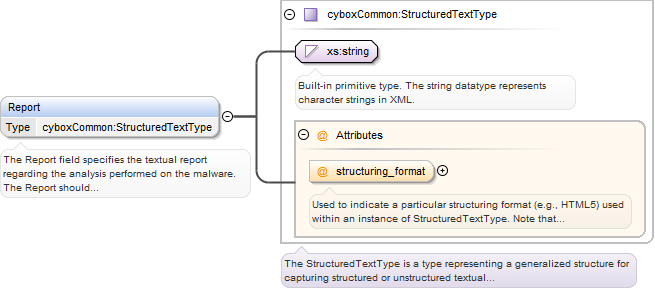 cyboxCommon:StructuredTextType
xs:string
Built-in primitive type. The string datatype represents
character strings in XML.
Report
Type cyboxCommon:StructuredTextType
The Report field specifies the textual report
regarding the analysis performed on the malware.
The Report should...
@ Attributes
@ structuring_format
Used to indicate a particular structuring format (e.g., HTML5) used
within an instance of StructuredTextType. Note that...
The StructuredTextType is a type representing a generalized structure for
capturing structured or unstructured textual...